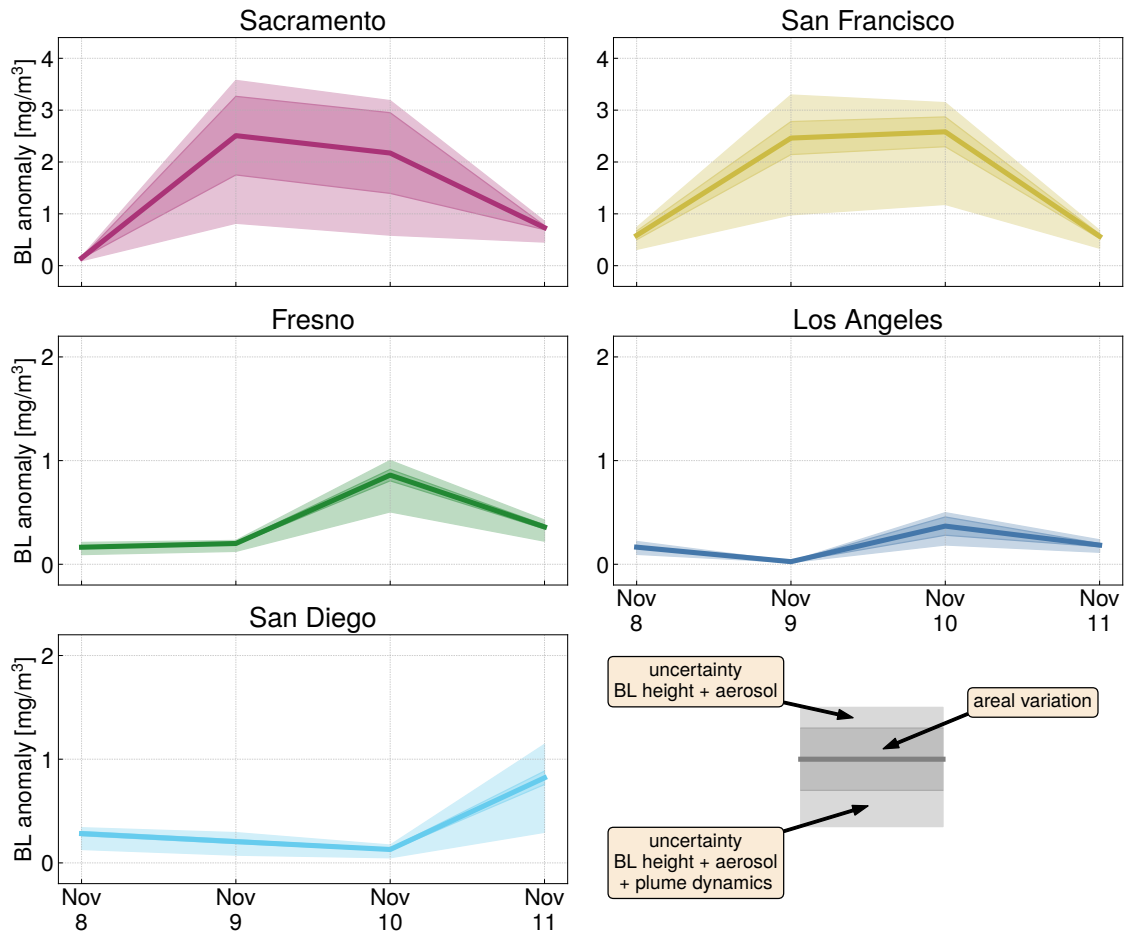 Sacramento
BL anomaly [mg/m³]
4
3
2
1
0
San Francisco
4
3
2
1
0
Fresno
BL anomaly [mg/m³]
2
1
0
Los Angeles
2
1
0
Nov
8
Nov
9
Nov
10
Nov
11
San Diego
BL anomaly [mg/m³]
2
1
0
Nov
8
Nov
9
Nov
10
Nov
11
uncertainty
BL height + aerosol
areal variation
uncertainty
BL height + aerosol
+ plume dynamics